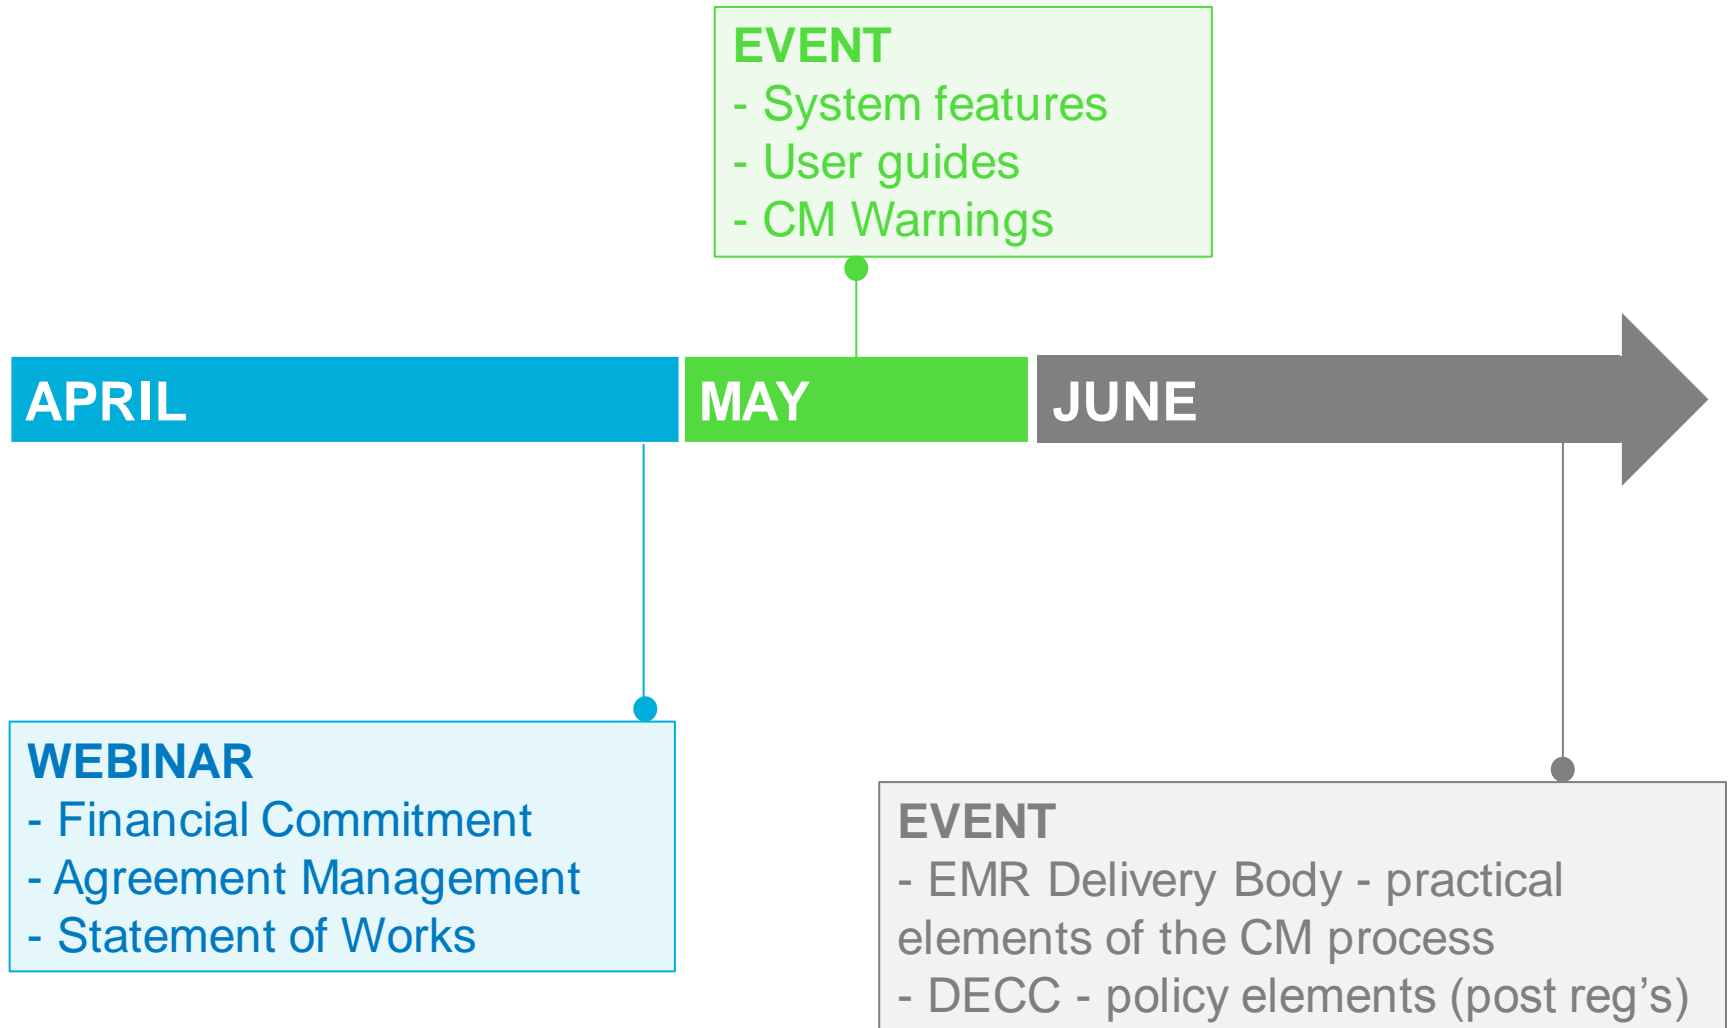 EVENT
- System features
- User guides
- CM Warnings
APRIL
MAY
JUNE
WEBINAR
- Financial Commitment
- Agreement Management
- Statement of Works
EVENT
- EMR Delivery Body - practical
elements of the CM process
- DECC - policy elements (post reg’s)